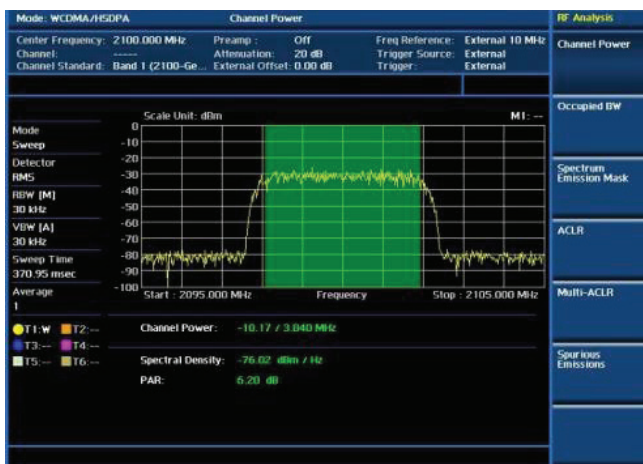 Mode: WCDMA/HSDPA Channel Power RF Analysis
Center Frequency: 2100.000 MHz Preamp : Off Freq Reference: External 10 MHz
Channel: ----- Attenuation: 20 dB Trigger Source: External
Channel Standard: Band 1 (2100-Ge... External Offset: 0.00 dB Trigger: External
Channel Power
Occupied BW
Spectrum
Emission Mask
ACLR
Multi-ACLR
Spurious
Emissions
Scale Unit: dBm M1: --
Mode
Sweep
Detector
RMS
RBW [M]
30 kHz
VBW [A]
30 kHz
Sweep Time
370.95 msec
Average
1
0
-10
-20
-30
-40
-50
-60
-70
-80
-90
-100
Start : 2095.000 MHz Frequency Stop : 2105.000 MHz
T1:W T2:--
T3:-- T4:--
T5:-- T6:--
Channel Power: -10.17 / 3.840 MHz
Spectral Density: -76.02 dBm / Hz
PAR: 6.20 dB